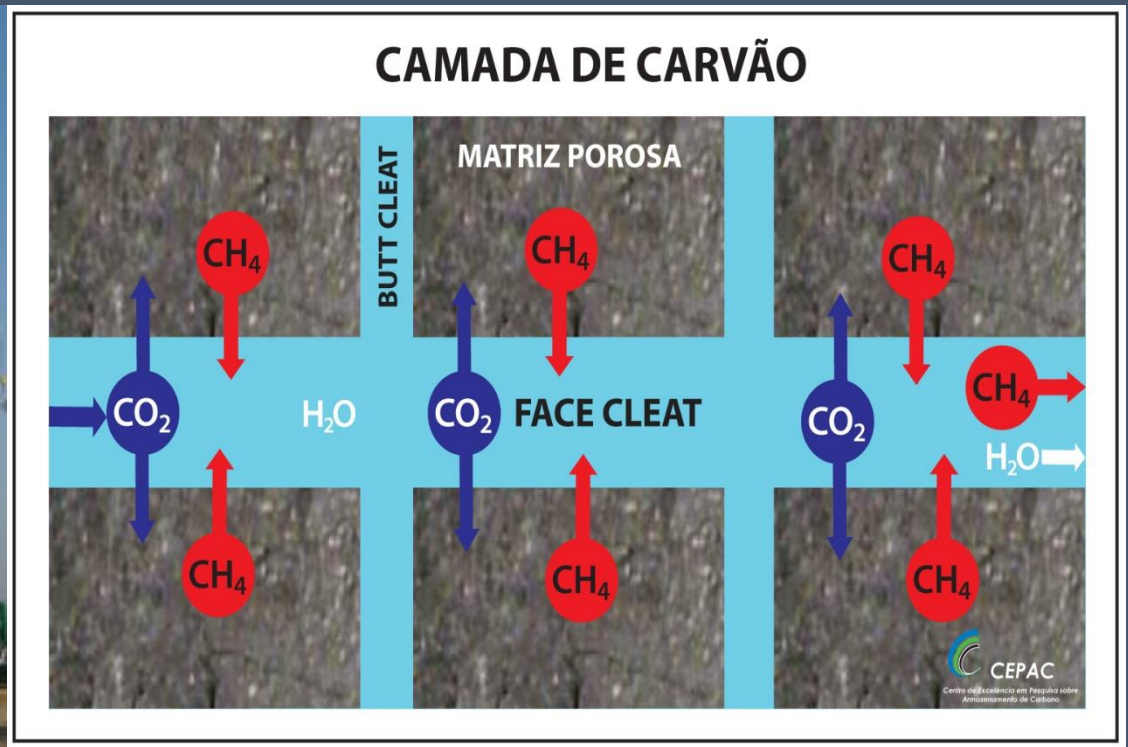 CAMADA DE CARVÃO
BUTT CLEAT
MATRIZ POROSA
CH₄
CH₄
CH₄
CO₂
H₂O
CO₂
FACE CLEAT
CO₂
CH₄
H₂O
CH₄
CH₄
CH₄
CEPAC
Centro de Excelência em Pesquisa sobre
Armazenamento de Carbono